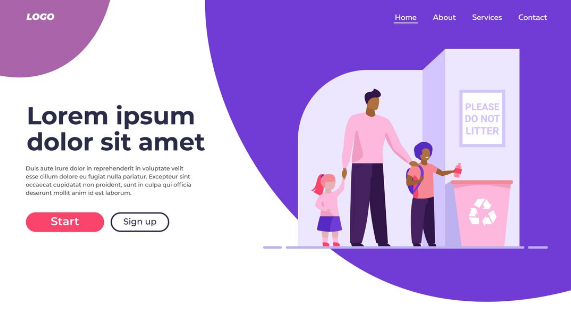 LOGO
Home About Services Contact
Lorem ipsum
dolor sit amet
Duis aute irure dolor in reprehenderit in voluptate velit
esse cillum dolore eu fugiat nulla pariatur. Excepteur sint
occaecat cupidatat non proident, sunt in culpa qui officia
deserunt mollit anim id est laborum.
Start Sign up
PLEASE
DO NOT
LITTER